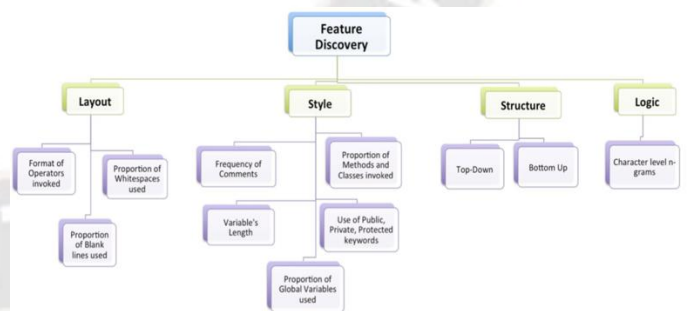 Feature
Discovery
Layout
Style
Structure
Logic
Format of
Operators
invoked
Proportion of
Whitespaces
used
Proportion
of Blank
lines used
Frequency of
Comments
Proportion of
Methods and
Classes invoked
Variable's
Length
Use of Public,
Private, Protected
keywords
Proportion of
Global Variables
used
Top-Down
Bottom Up
Character level n-
grams